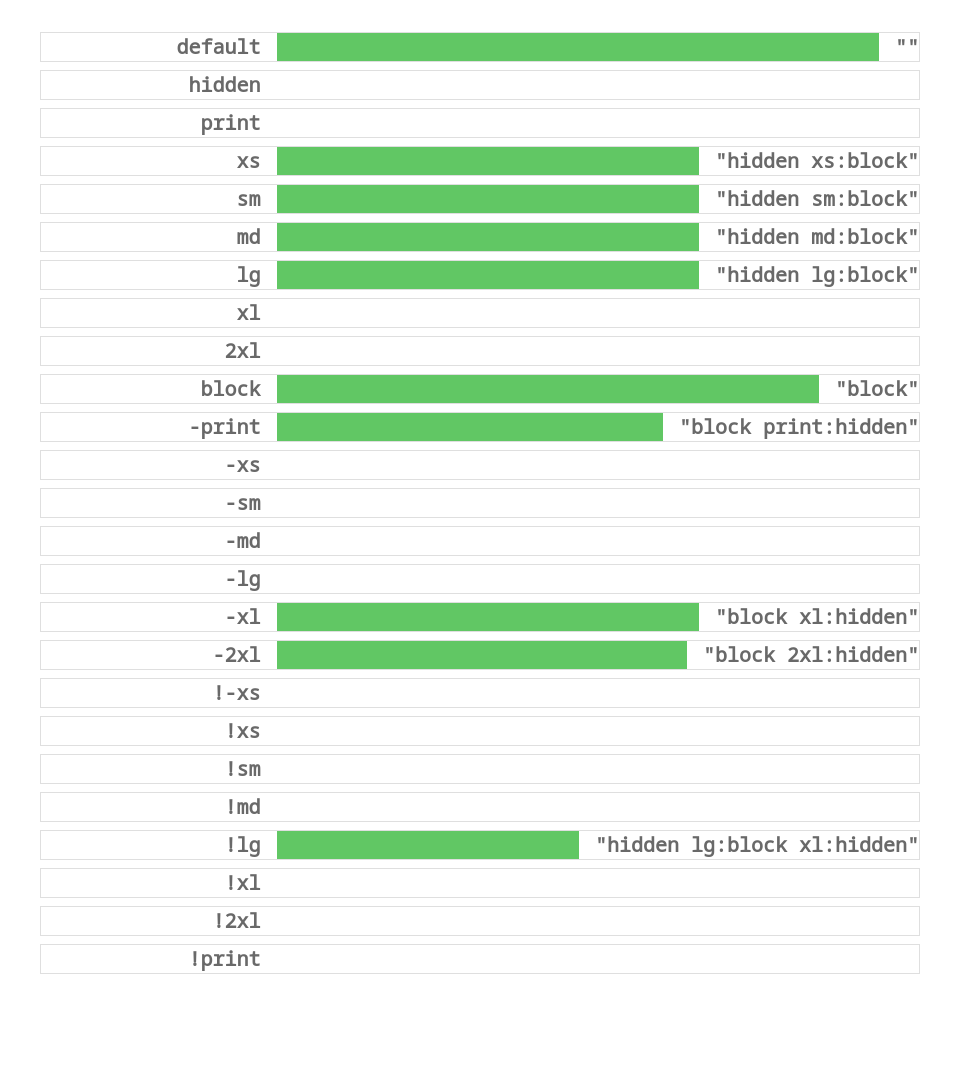 default ""
hidden
print
xs "hidden xs:block"
sm "hidden sm:block"
md "hidden md:block"
lg "hidden lg:block"
xl
2xl
block "block"
-print "block print:hidden"
-xs
-sm
-md
-lg
-xl "block xl:hidden"
-2xl "block 2xl:hidden"
!-xs
!xs
!sm
!md
!lg "hidden lg:block xl:hidden"
!xl
!2xl
!print